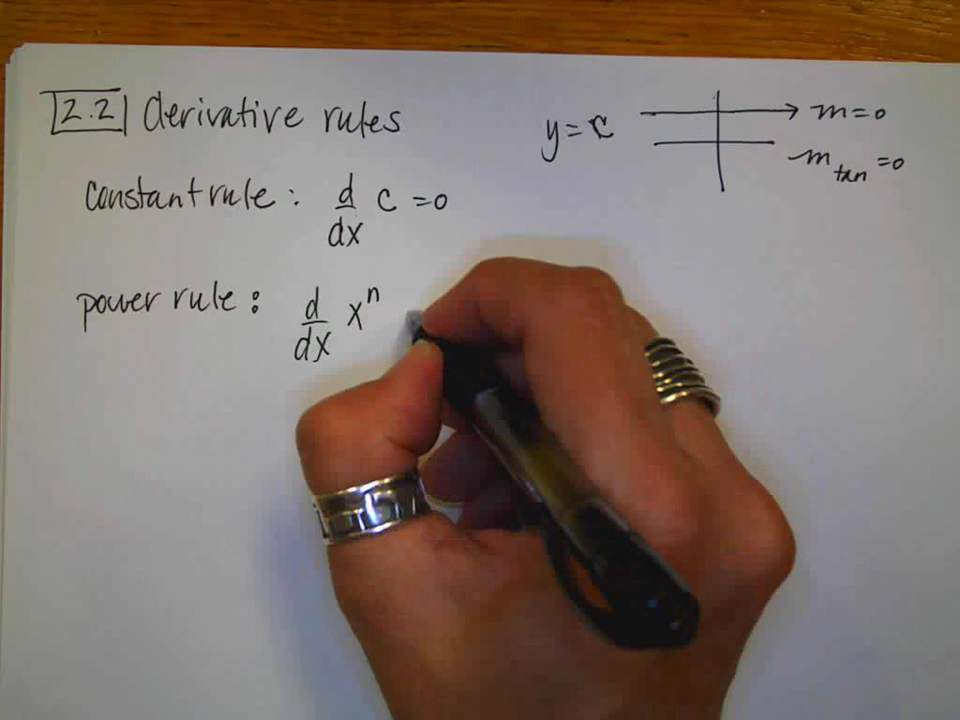 2.2 derivative rules
y = c
m=0
m tan =0
constant rule : d/dx c =0
power rule : d/dx x^n